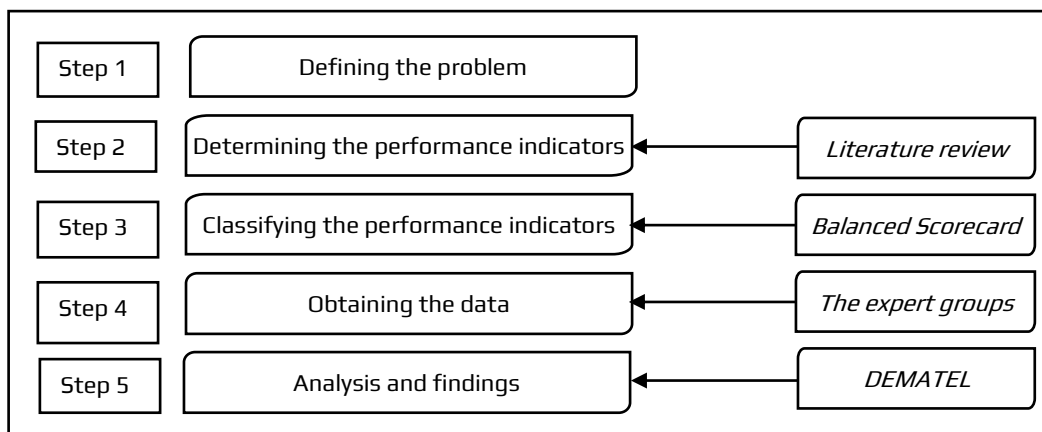 Step 1
Defining the problem
Step 2
Determining the performance indicators
Literature review
Step 3
Classifying the performance indicators
Balanced Scorecard
Step 4
Obtaining the data
The expert groups
Step 5
Analysis and findings
DEMATEL